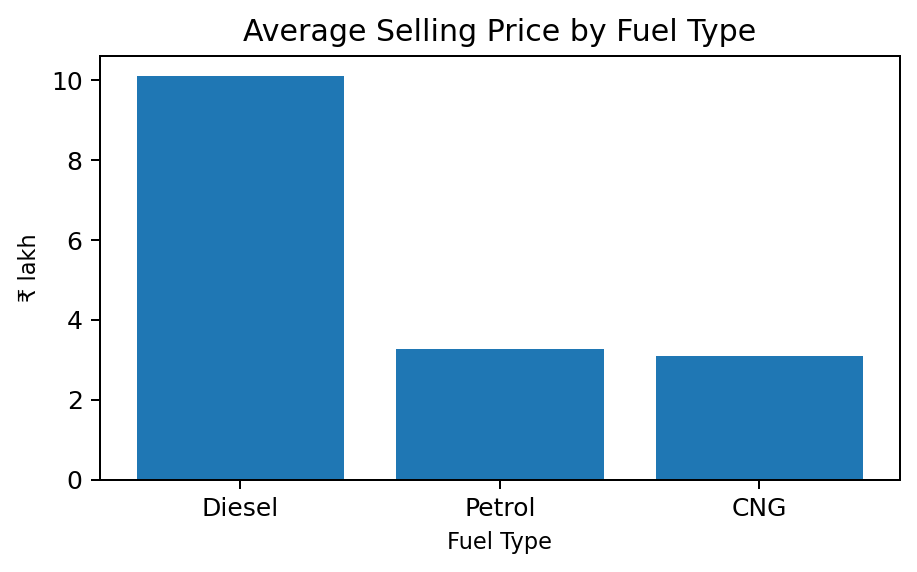 Average Selling Price by Fuel Type
10
8
6
4
2
0
₹ lakh
Diesel Petrol CNG
Fuel Type